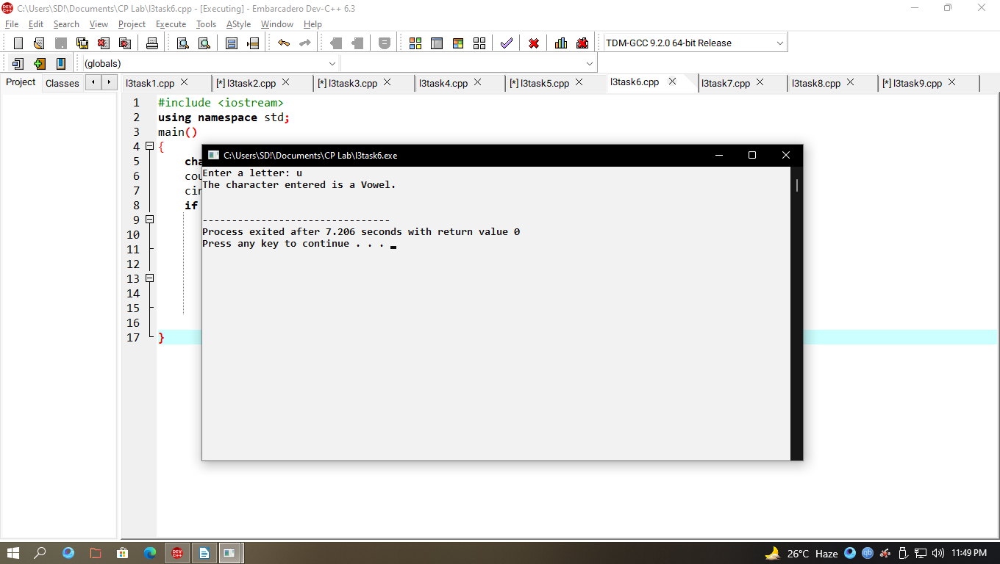 C:\Users\SD!\Documents\CP Lab\l3task6.cpp - [Executing] - Embarcadero Dev-C++ 6.3
File Edit Search View Project Execute Tools AStyle Window Help
TDM-GCC 9.2.0 64-bit Release
(globals)
Project Classes l3task1.cpp [*] l3task2.cpp [*] l3task3.cpp l3task4.cpp [*] l3task5.cpp l3task6.cpp l3task7.cpp l3task8.cpp [*] l3task9.cpp
1 #include <iostream>
2 using namespace std;
3 main()
4 {
5
6
7
8 if
9
10
11
12
13
14
15
16
17 }
C:\Users\SD!\Documents\CP Lab\l3task6.exe
Enter a letter: u
The character entered is a Vowel.
--------------------------------
Process exited after 7.206 seconds with return value 0
Press any key to continue . . .
DEV C++
26°C Haze qb 11:49 PM